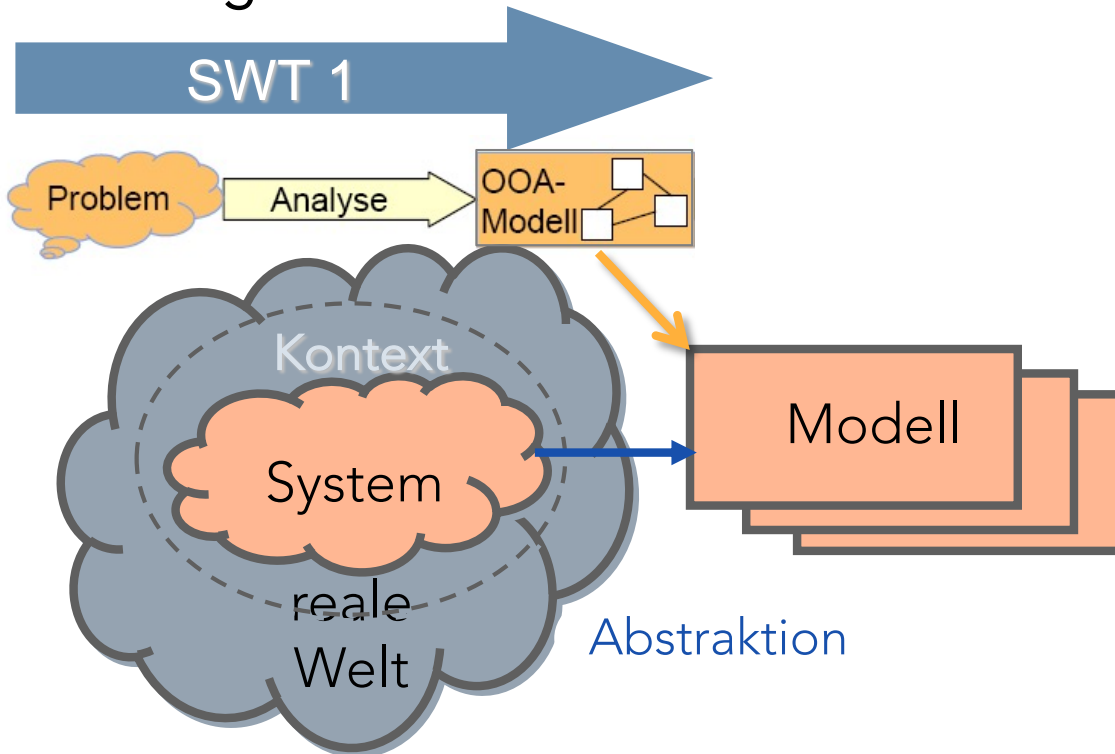 SWT 1
Problem
Analyse
OOA-
Modell
Kontext
System
Modell
reale
Welt
Abstraktion